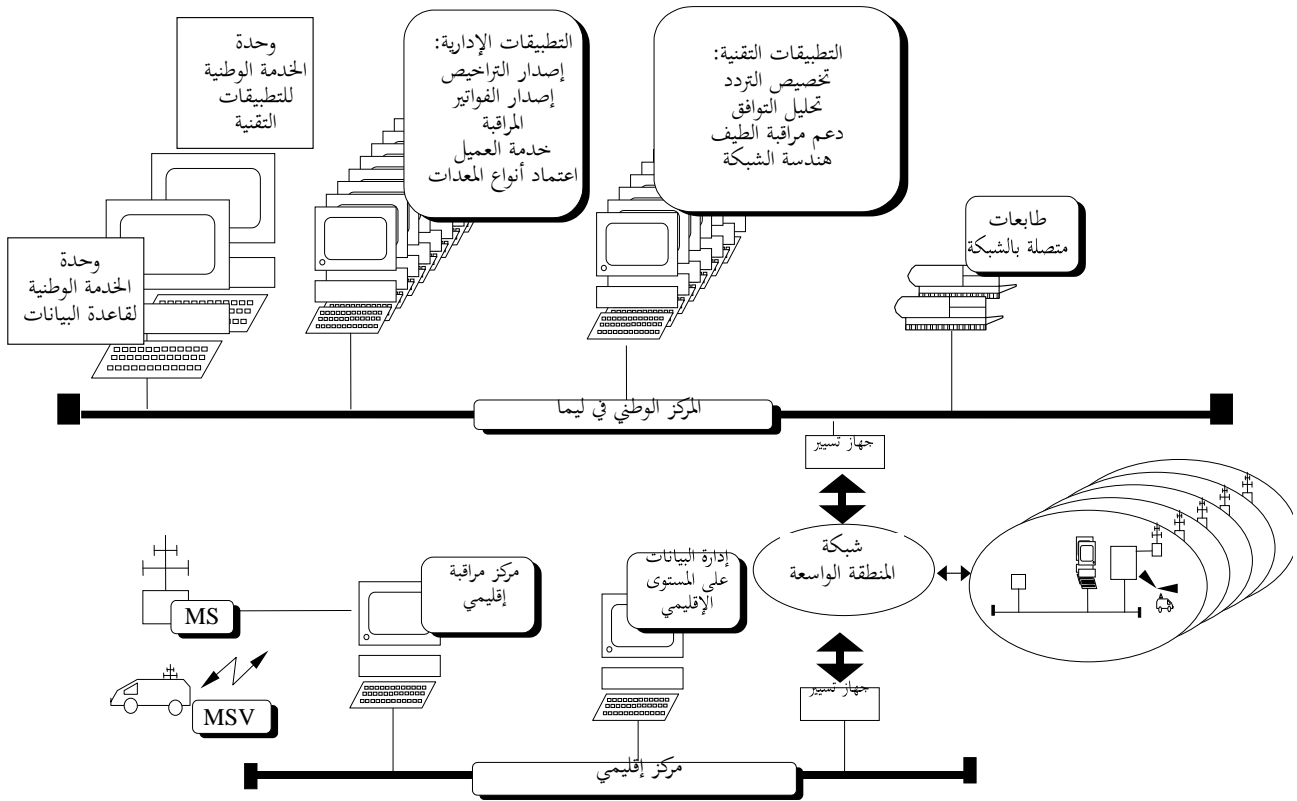 وحدة
الخدمة الوطنية
للتطبيقات
التقنية
التطبيقات الإدارية:
إصدار التراخيص
إصدار الفواتير
المراقبة
خدمة العميل
اعتماد أنواع المعدات
التطبيقات التقنية:
تخصيص التردد
تحليل التوافق
دعم مراقبة الطيف
هندسة الشبكة
طابعات
متصلة بالشبكة
وحدة
الخدمة الوطنية
لقاعدة البيانات
المركز الوطني في ليما
جهاز تسيير
شبكة
المنطقة الواسعة
إدارة البيانات
على المستوى
الإقليمي
مركز مراقبة
إقليمي
MS
MSV
جهاز تسيير
مركز إقليمي